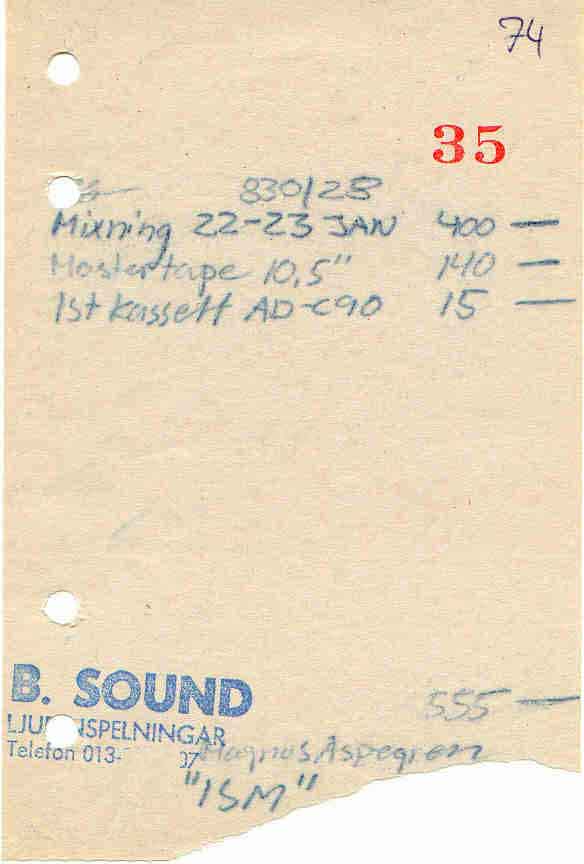 74
35
830128
Mixning 22-23 JAN 400 —
Mastertape 10,5" 140 —
1st kassett AD-C90 15 —
B. SOUND
555 —
LJUDINSPELNINGAR
Telefon 013- 97
Magnus Aspegren
"ISM"